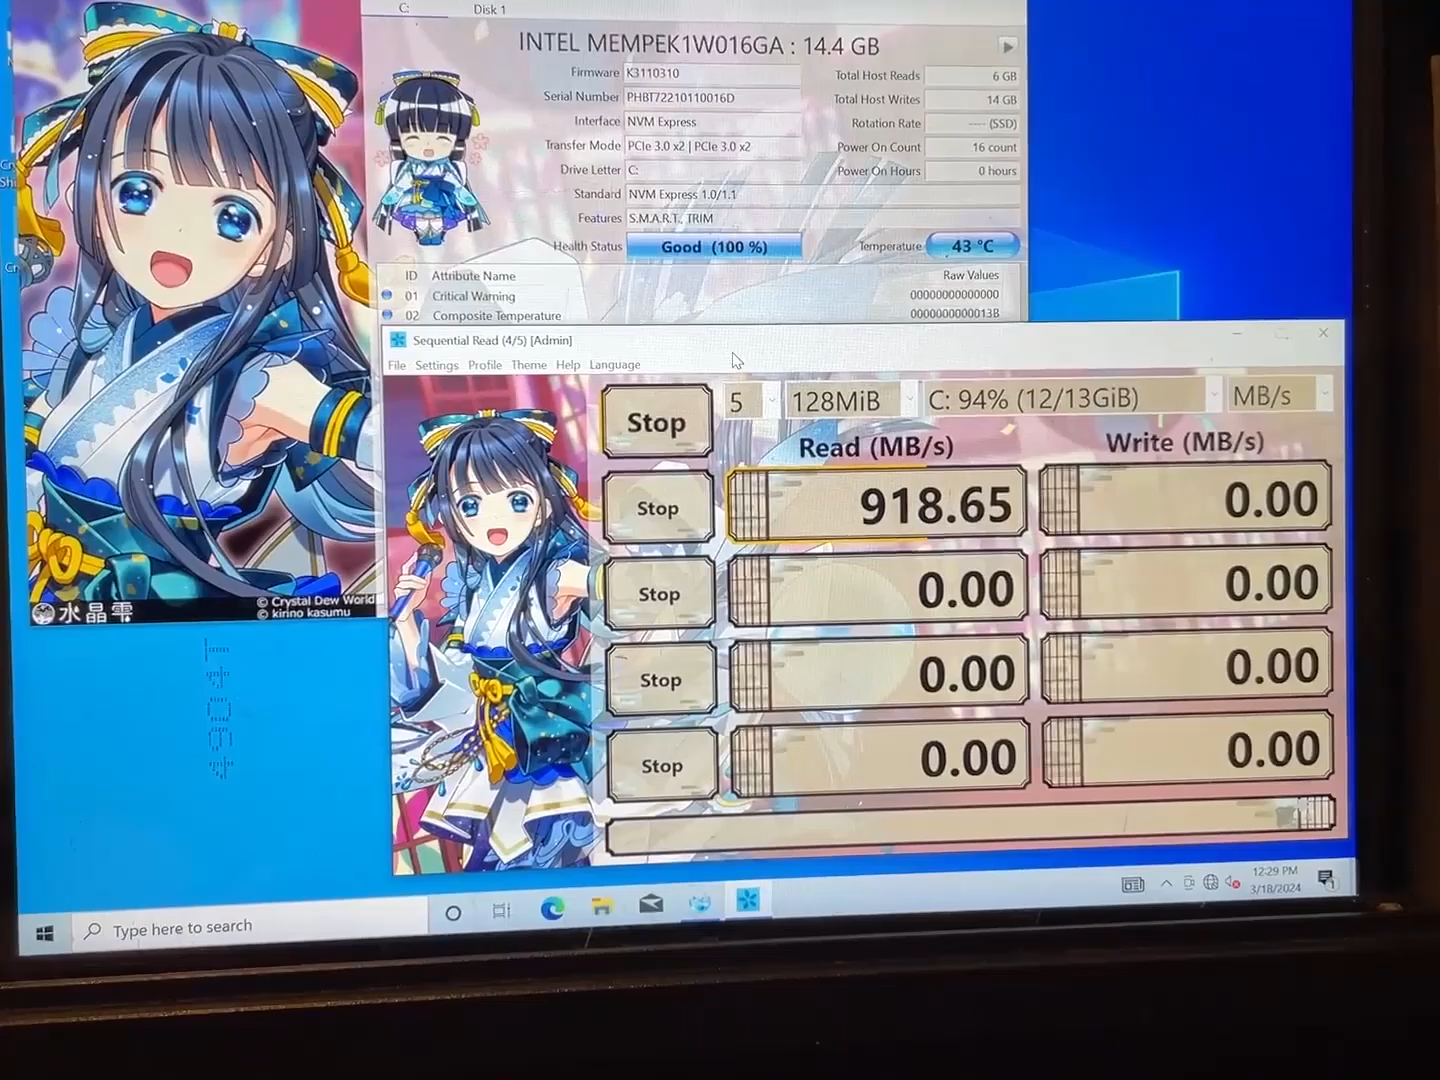 C: Disk 1
INTEL MEMPEK1W016GA : 14.4 GB
Firmware K3110310
Total Host Reads 6 GB
Serial Number PHBT72210110016D
Total Host Writes 14 GB
Interface NVM Express
Rotation Rate ---- (SSD)
Transfer Mode PCIe 3.0 x2 | PCIe 3.0 x2
Power On Count 16 count
Drive Letter C:
Power On Hours 0 hours
Standard NVM Express 1.0/1.1
Features S.M.A.R.T., TRIM
Health Status Good (100 %)
Temperature 43 °C
ID Attribute Name Raw Values
01 Critical Warning 00000000000000
02 Composite Temperature 0000000000013B
水晶雫
© Crystal Dew World
© kirino kasumu
Sequential Read (4/5) [Admin]
File Settings Profile Theme Help Language
Stop 5 128MiB C: 94% (12/13GiB) MB/s
Read (MB/s) Write (MB/s)
Stop 918.65 0.00
Stop 0.00 0.00
Stop 0.00 0.00
Stop 0.00 0.00
Type here to search
12:29 PM
3/18/2024
1